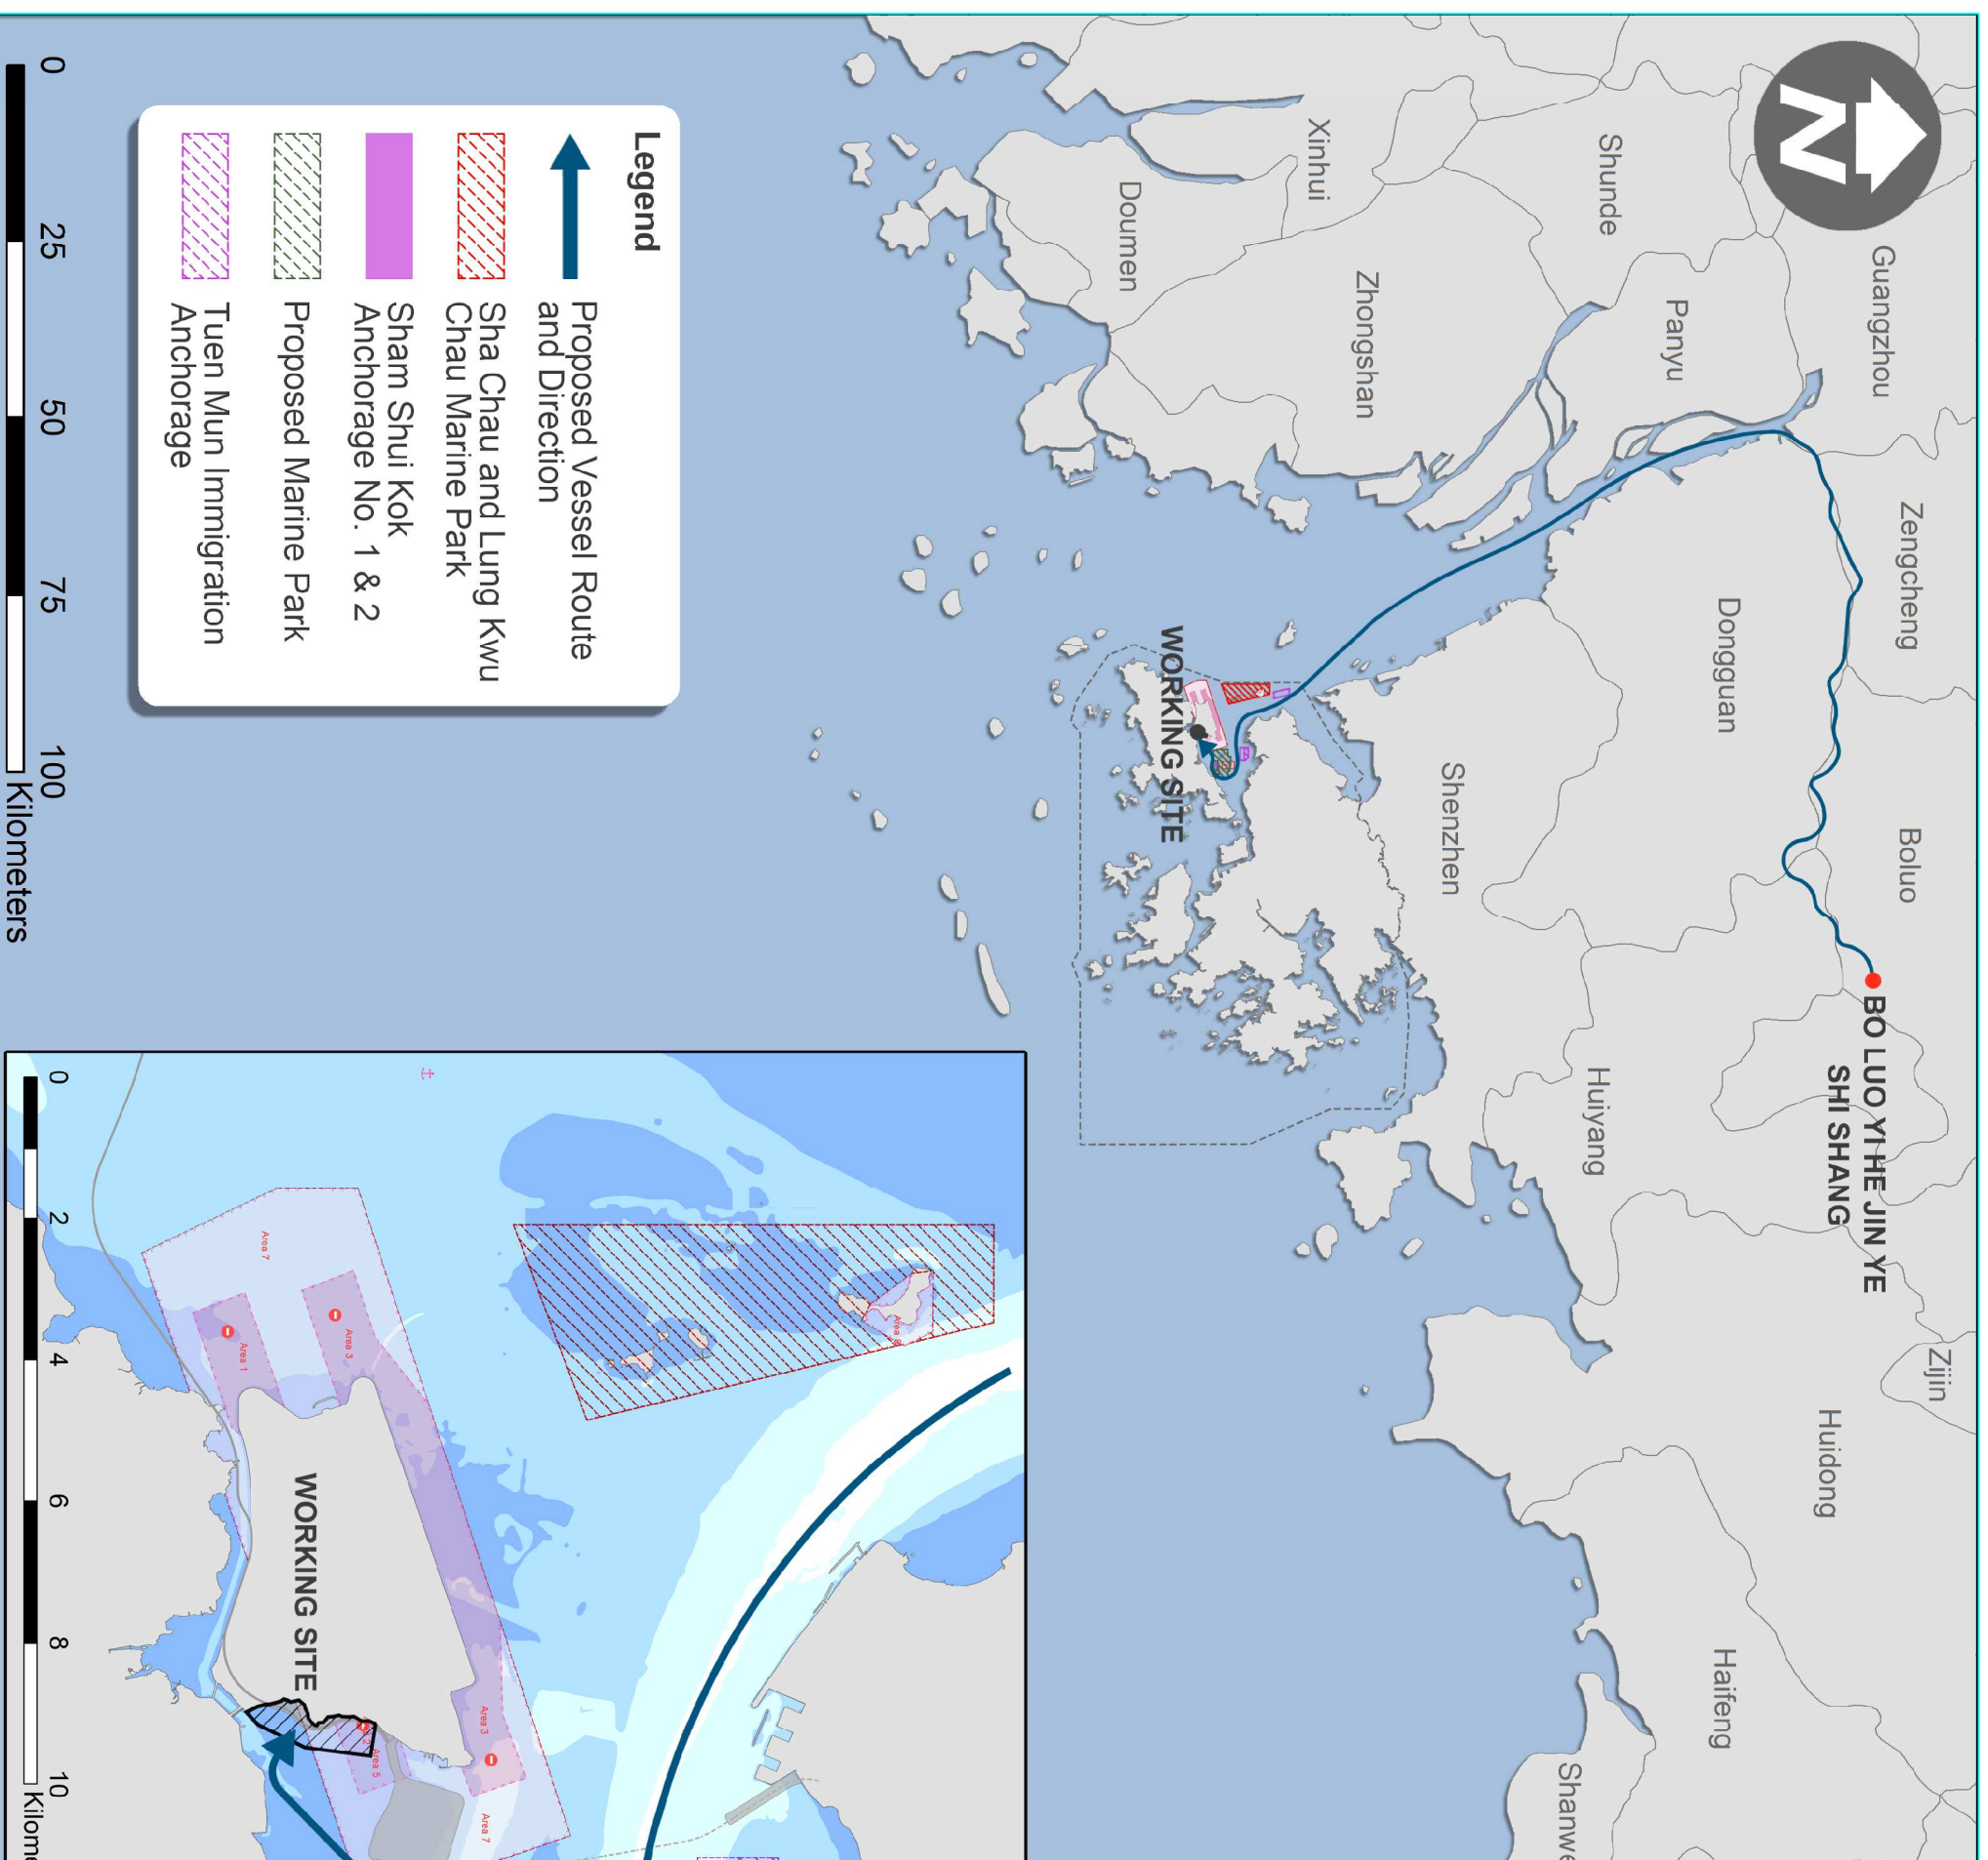 N
Guangzhou
Zengcheng
Boluo
BO LUO YI HE JIN YE
SHI SHANG
Zijin
Shunde
Panyu
Dongguan
Huidong
Haifeng
Xinhui
Zhongshan
Shenzhen
Huiyang
Shanwe
Doumen
WORKING SITE
Legend
Proposed Vessel Route
and Direction
Sha Chau and Lung Kwu
Chau Marine Park
Sham Shui Kok
Anchorage No. 1 & 2
Proposed Marine Park
Tuen Mun Immigration
Anchorage
0 25 50 75 100
Kilometers
Area 8
Area 7
Area 3
Area 1
WORKING SITE
Area 3
Area 5
Area 7
0 2 4 6 8 10
Kilome